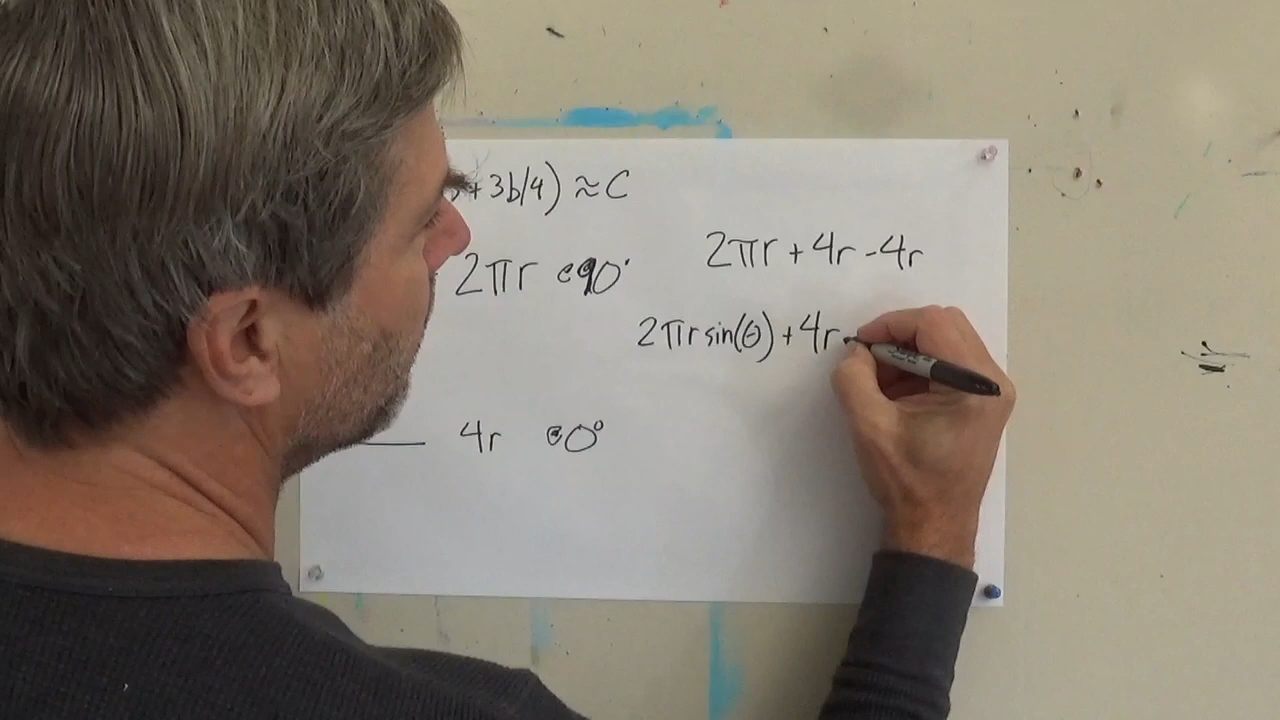 + 3b/4) ≈ C
2πr @90°
2πr + 4r - 4r
2πr sin(θ) + 4r
4r @0°